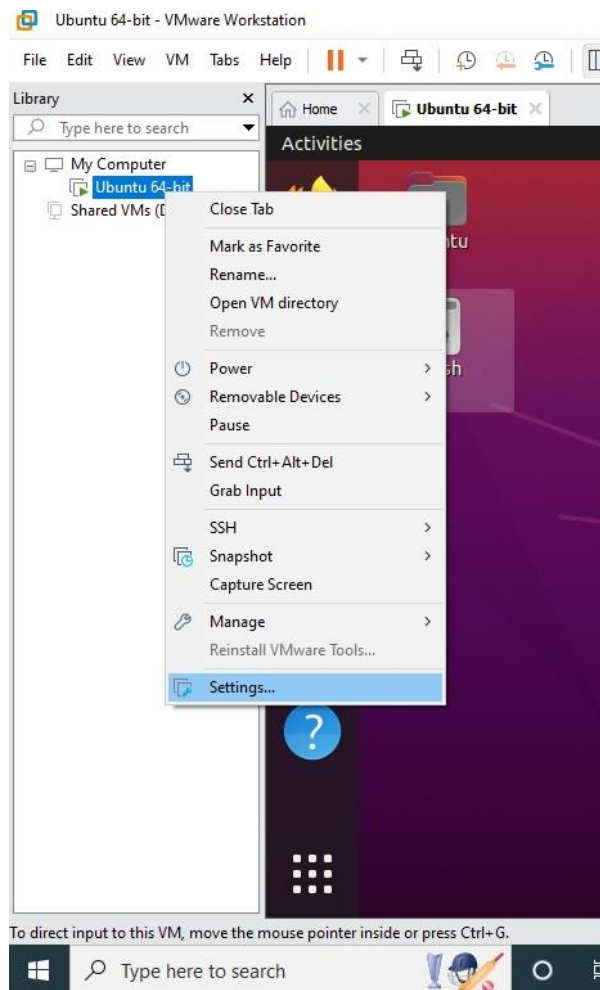 Ubuntu 64-bit - VMware Workstation
File Edit View VM Tabs Help
Library
Home
Ubuntu 64-bit
Type here to search
Activities
My Computer
Ubuntu 64-bit
Shared VMs (D
Close Tab
Mark as Favorite
Rename...
Open VM directory
Remove
Power
Removable Devices
Pause
Send Ctrl+Alt+Del
Grab Input
SSH
Snapshot
Capture Screen
Manage
Reinstall VMware Tools...
Settings...
?
To direct input to this VM, move the mouse pointer inside or press Ctrl+G.
Type here to search